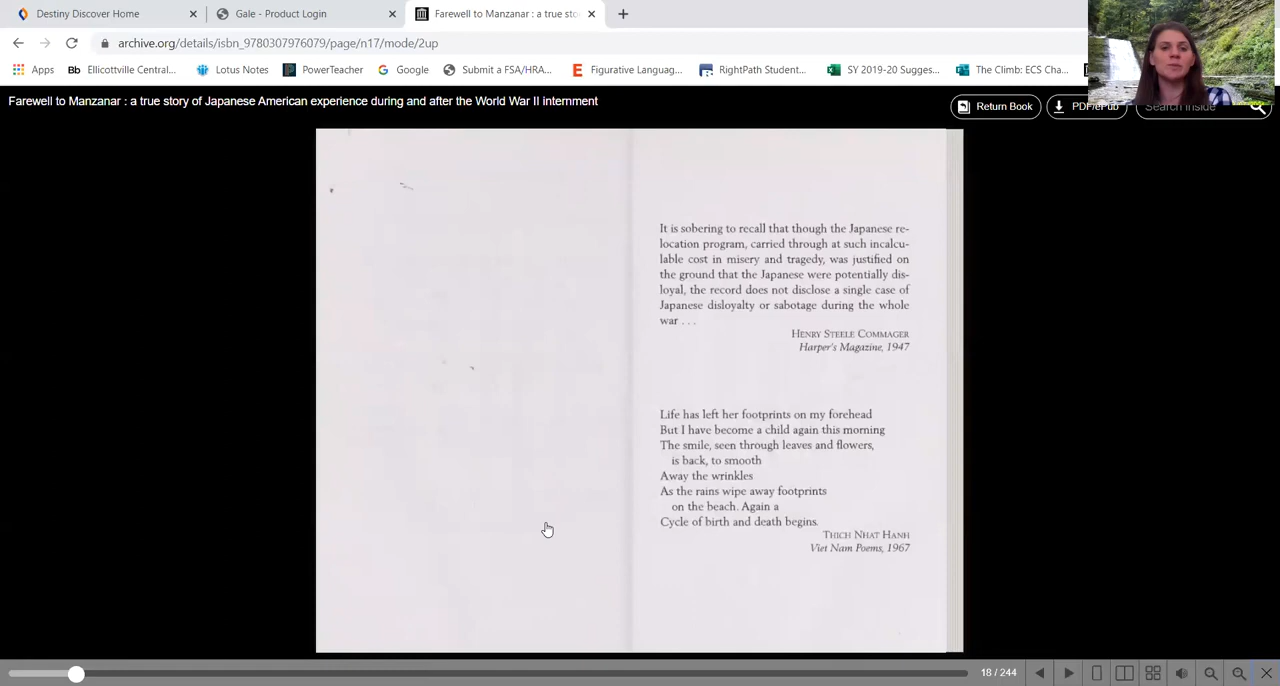 Destiny Discover Home
Gale - Product Login
Farewell to Manzanar : a true sto
archive.org/details/isbn_9780307976079/page/n17/mode/2up
Apps
Bb Ellicottville Central...
Lotus Notes
PowerTeacher
Google
Submit a FSA/HRA...
Figurative Languag...
RightPath Student...
SY 2019-20 Sugges...
The Climb: ECS Cha...
Farewell to Manzanar : a true story of Japanese American experience during and after the World War II internment
Return Book
PDF/ePub
Search inside
It is sobering to recall that though the Japanese re-
location program, carried through at such incalcu-
lable cost in misery and tragedy, was justified on
the ground that the Japanese were potentially dis-
loyal, the record does not disclose a single case of
Japanese disloyalty or sabotage during the whole
war . . .
HENRY STEELE COMMAGER
Harper's Magazine, 1947
Life has left her footprints on my forehead
But I have become a child again this morning
The smile, seen through leaves and flowers,
is back, to smooth
Away the wrinkles
As the rains wipe away footprints
on the beach. Again a
Cycle of birth and death begins.
THICH NHAT HANH
Viet Nam Poems, 1967
18 / 244